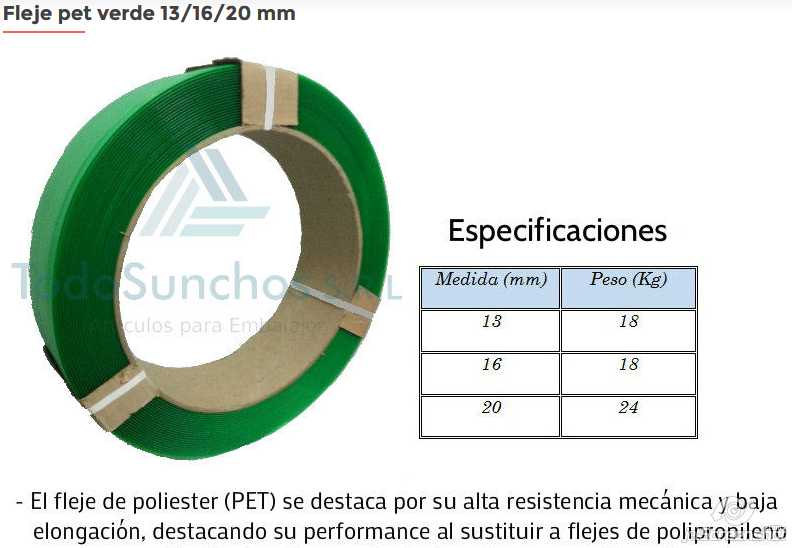 Fleje pet verde 13/16/20 mm
TodoSunchos S.R.L
Artículos para Embalaje
Especificaciones
Medida (mm) Peso (Kg)
13 18
16 18
20 24
- El fleje de poliester (PET) se destaca por su alta resistencia mecánica y baja
elongación, destacando su performance al sustituir a flejes de polipropileno